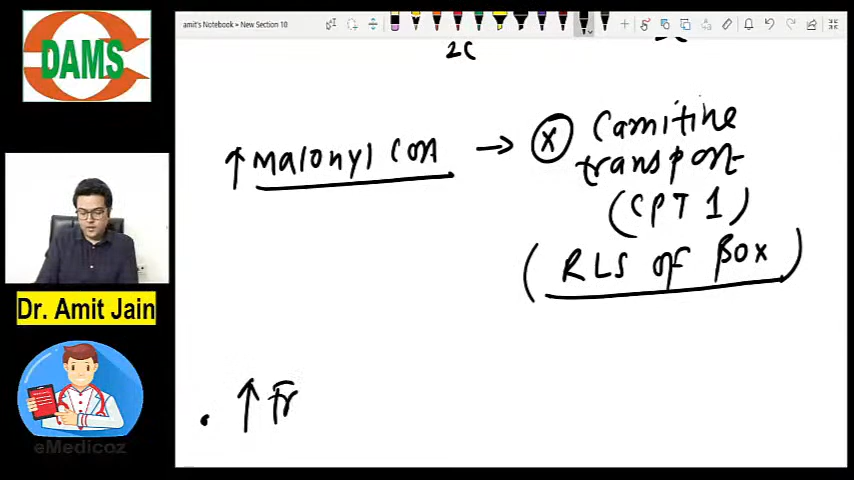 amit's Notebook > New Section 10
DAMS
2C
↑ Malonyl CoA → (x) Carnitine
transport
(CPT 1)
( RLS of βox )
Dr. Amit Jain
. ↑ Fr
eMedicoz